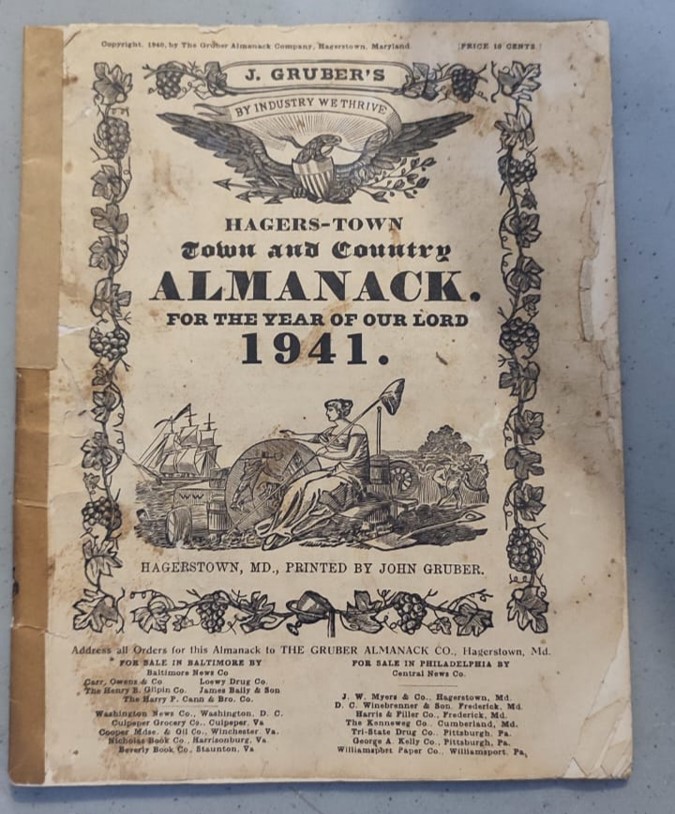 Copyright, 1940, by The Gruber Almanack Company, Hagerstown, Maryland. [PRICE 10 CENTS.]
J. GRUBER'S
BY INDUSTRY WE THRIVE
HAGERS-TOWN
Town and Country
ALMANACK.
FOR THE YEAR OF OUR LORD
1941.
HAGERSTOWN, MD., PRINTED BY JOHN GRUBER.
Address all Orders for this Almanack to THE GRUBER ALMANACK CO., Hagerstown, Md.
FOR SALE IN BALTIMORE BY
Baltimore News Co
Carr, Owens & Co Loewy Drug Co.
The Henry B. Gilpin Co. James Baily & Son
The Harry P. Cann & Bro. Co.
Washington News Co., Washington, D. C.
Culpeper Grocery Co., Culpeper, Va
Cooper Mdse. & Oil Co., Winchester, Va.
Nicholas Book Co., Harrisonburg, Va.
Beverly Book Co., Staunton, Va
FOR SALE IN PHILADELPHIA BY
Central News Co.
J. W. Myers & Co., Hagerstown, Md.
D. C. Winebrenner & Son, Frederick, Md.
Harris & Filler Co., Frederick, Md.
The Kenneweg Co. Cumberland, Md.
Tri-State Drug Co., Pittsburgh, Pa.
George A. Kelly Co., Pittsburgh, Pa.
Williamsport Paper Co., Williamsport, Pa.